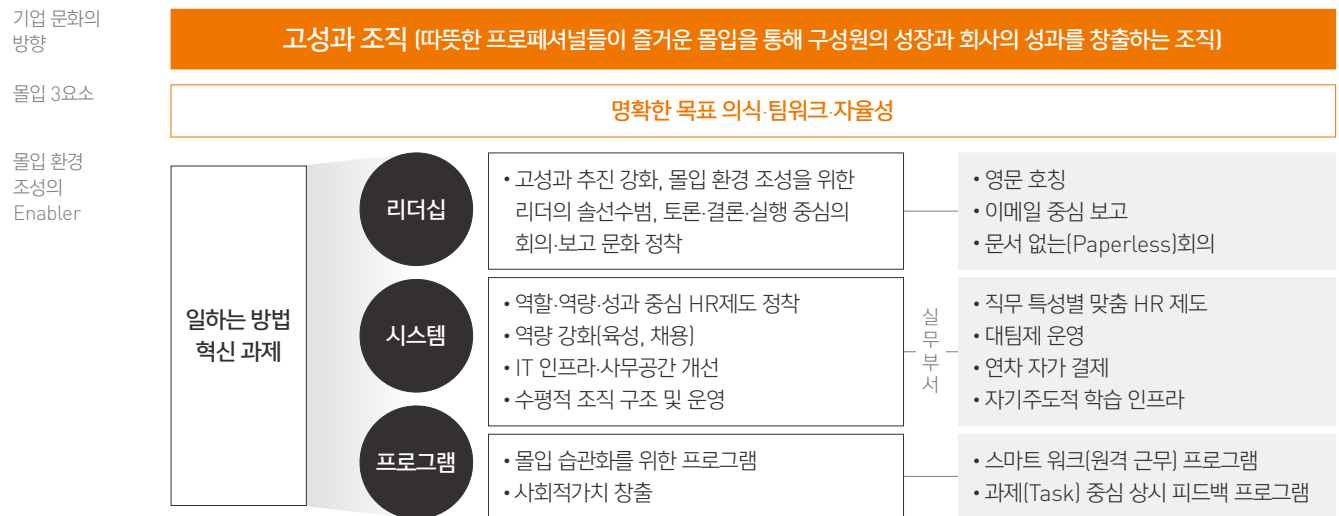 기업 문화의
방향
고성과 조직 (따뜻한 프로페셔널들이 즐거운 몰입을 통해 구성원의 성장과 회사의 성과를 창출하는 조직)
몰입 3요소
명확한 목표 의식·팀워크·자율성
몰입 환경
조성의
Enabler
일하는 방법
혁신 과제
리더십
• 고성과 추진 강화, 몰입 환경 조성을 위한
리더의 솔선수범, 토론·결론·실행 중심의
회의·보고 문화 정착
• 영문 호칭
• 이메일 중심 보고
• 문서 없는(Paperless)회의
시스템
• 역할·역량·성과 중심 HR제도 정착
• 역량 강화(육성, 채용)
• IT 인프라·사무공간 개선
• 수평적 조직 구조 및 운영
실무부서
• 직무 특성별 맞춤 HR 제도
• 대팀제 운영
• 연차 자가 결제
• 자기주도적 학습 인프라
프로그램
• 몰입 습관화를 위한 프로그램
• 사회적가치 창출
• 스마트 워크(원격 근무) 프로그램
• 과제(Task) 중심 상시 피드백 프로그램